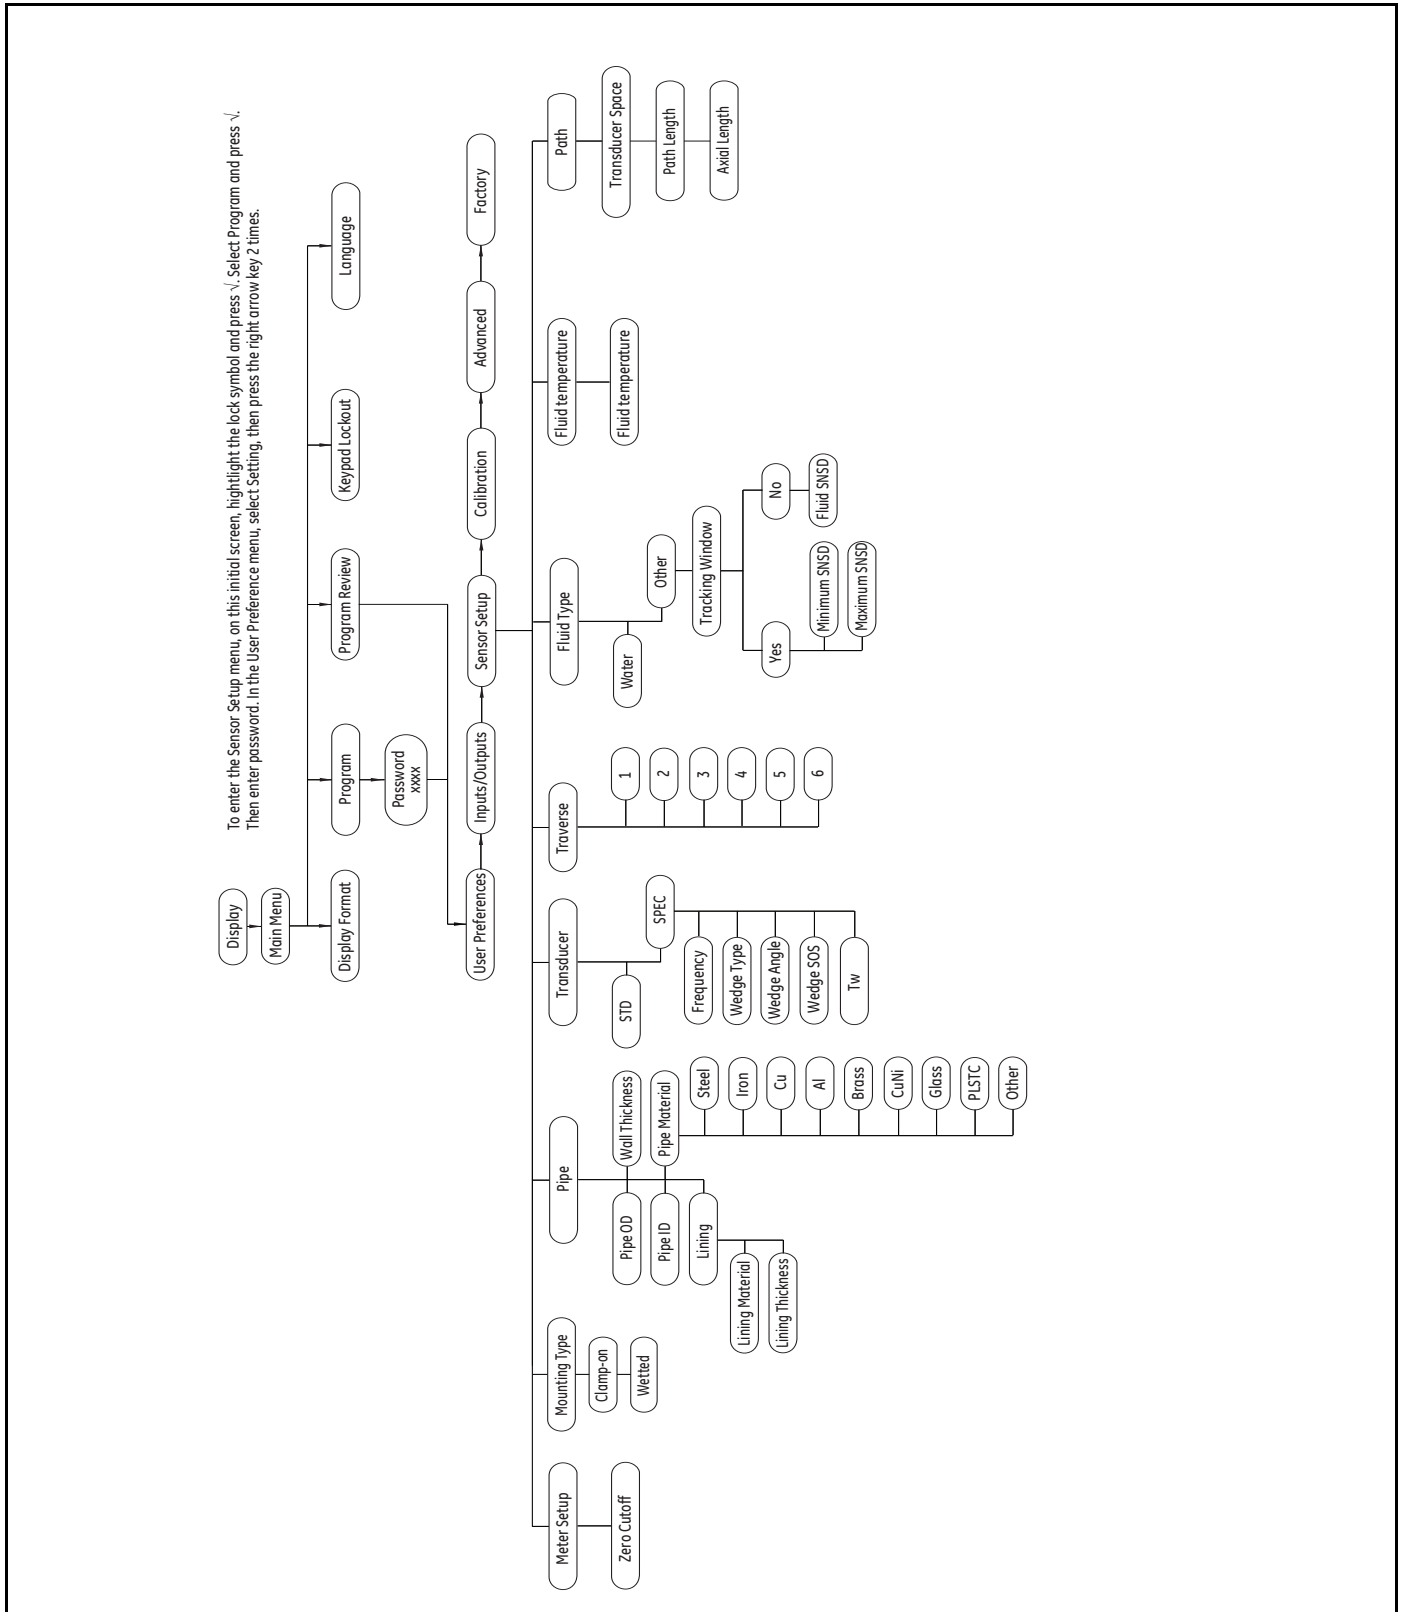 To enter the Sensor Setup menu, on this initial screen, hightlight the lock symbol and press √. Select Program and press √.
Then enter password. In the User Preference menu, select Setting, then press the right arrow key 2 times.
Display
Main Menu
Display Format
Program
Program Review
Keypad Lockout
Language
Password
xxxx
User Preferences
Inputs/Outputs
Sensor Setup
Calibration
Advanced
Factory
Meter Setup
Mounting Type
Pipe
Transducer
Traverse
Fluid Type
Fluid temperature
Path
Zero Cutoff
Clamp-on
Wetted
Pipe OD
Wall Thickness
Pipe ID
Pipe Material
Lining
Lining Material
Lining Thickness
Steel
Iron
Cu
Al
Brass
CuNi
Glass
PLSTC
Other
STD
SPEC
Frequency
Wedge Type
Wedge Angle
Wedge SOS
Tw
1
2
3
4
5
6
Water
Other
Tracking Window
Yes
No
Minimum SNSD
Maximum SNSD
Fluid SNSD
Fluid temperature
Transducer Space
Path Length
Axial Length